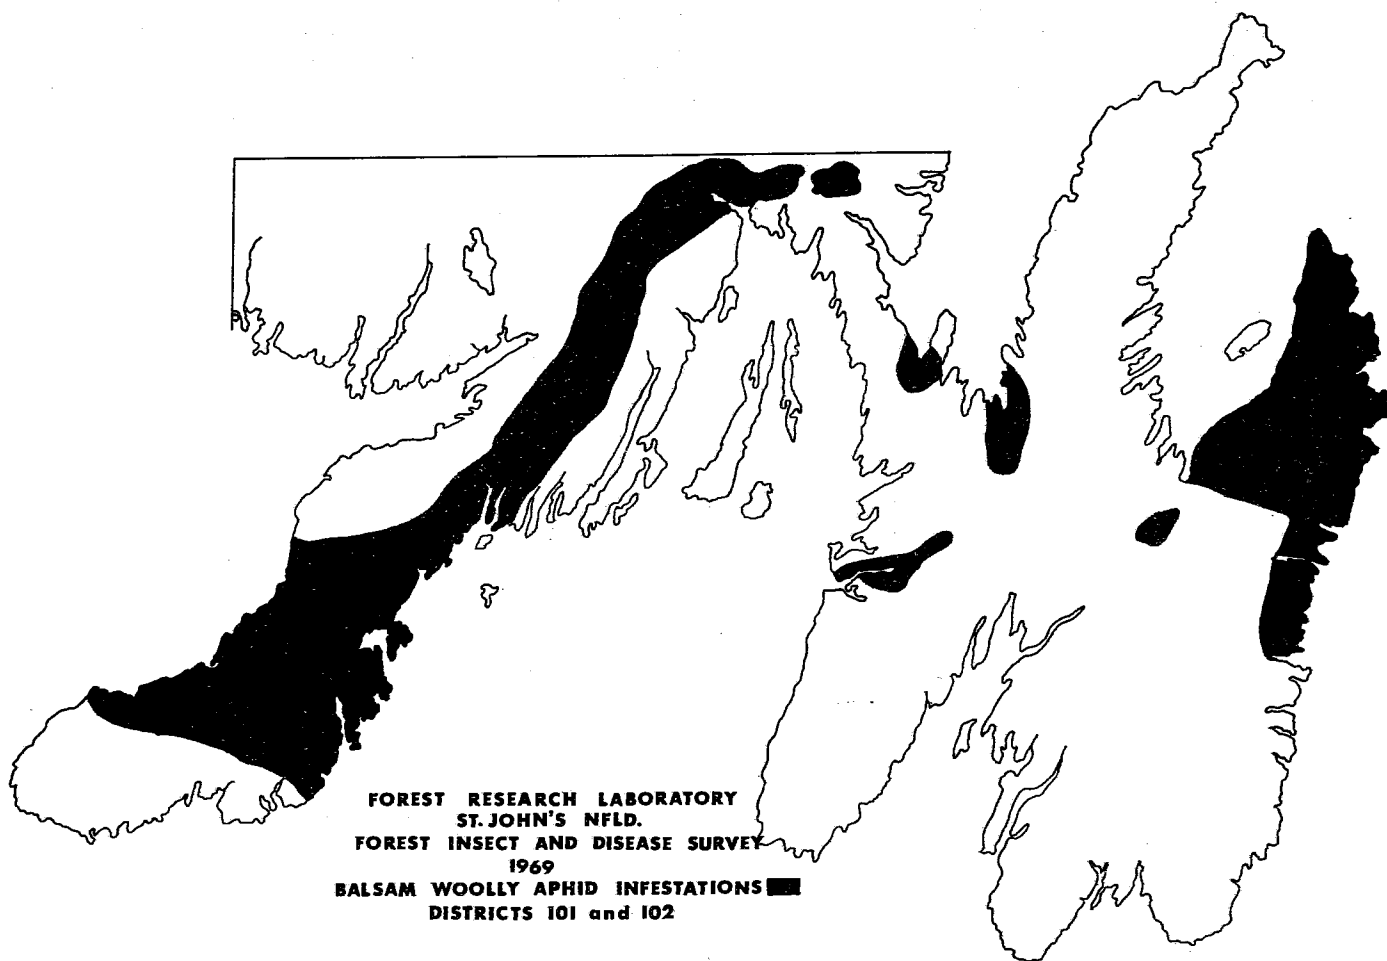 FOREST RESEARCH LABORATORY
ST. JOHN'S NFLD.
FOREST INSECT AND DISEASE SURVEY
1969
BALSAM WOOLLY APHID INFESTATIONS
DISTRICTS 101 and 102